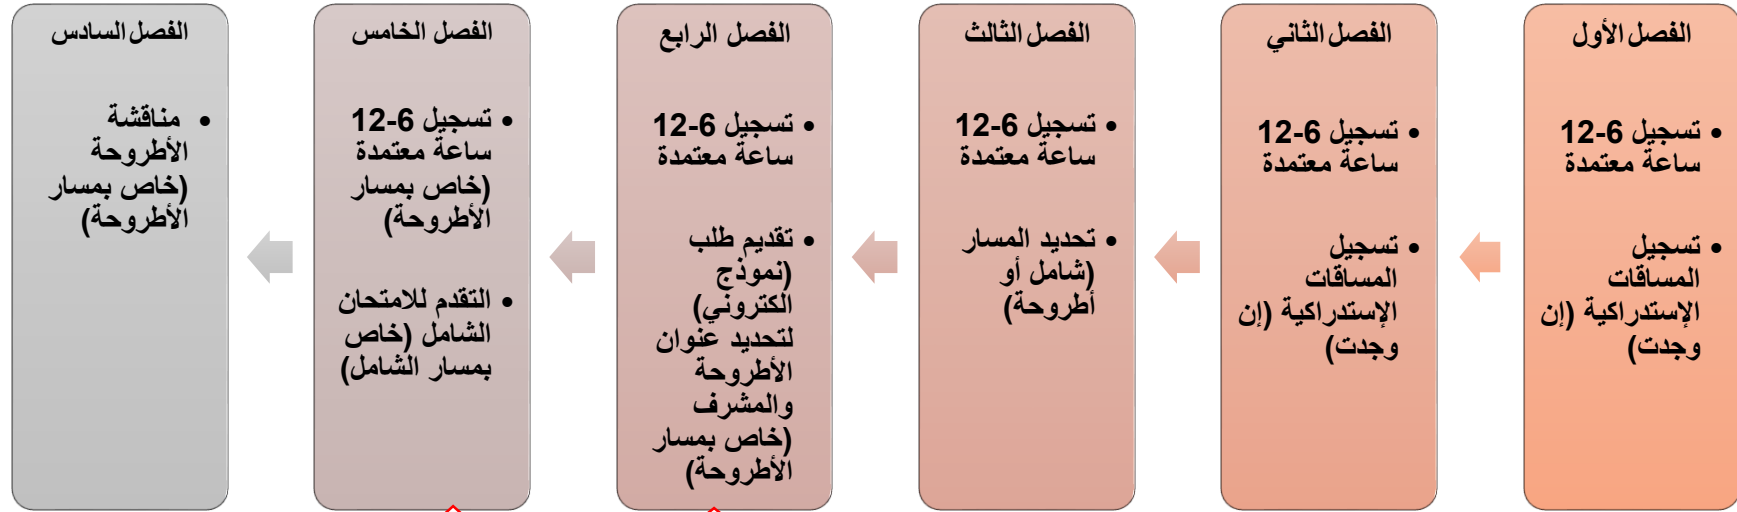 الفصل الأول
• تسجيل 6-12
ساعة معتمدة
• تسجيل
المساقات
الإستدراكية (إن
وجدت)
الفصل الثاني
• تسجيل 6-12
ساعة معتمدة
• تسجيل
المساقات
الإستدراكية (إن
وجدت)
الفصل الثالث
• تسجيل 6-12
ساعة معتمدة
• تحديد المسار
(شامل أو
أطروحة)
الفصل الرابع
• تسجيل 6-12
ساعة معتمدة
• تقديم طلب
(نموذج
الكتروني)
لتحديد عنوان
الأطروحة
والمشرف
(خاص بمسار
الأطروحة)
الفصل الخامس
• تسجيل 6-12
ساعة معتمدة
(خاص بمسار
الأطروحة)
• التقدم للامتحان
الشامل (خاص
بمسار الشامل)
الفصل السادس
• مناقشة
الأطروحة
(خاص بمسار
الأطروحة)